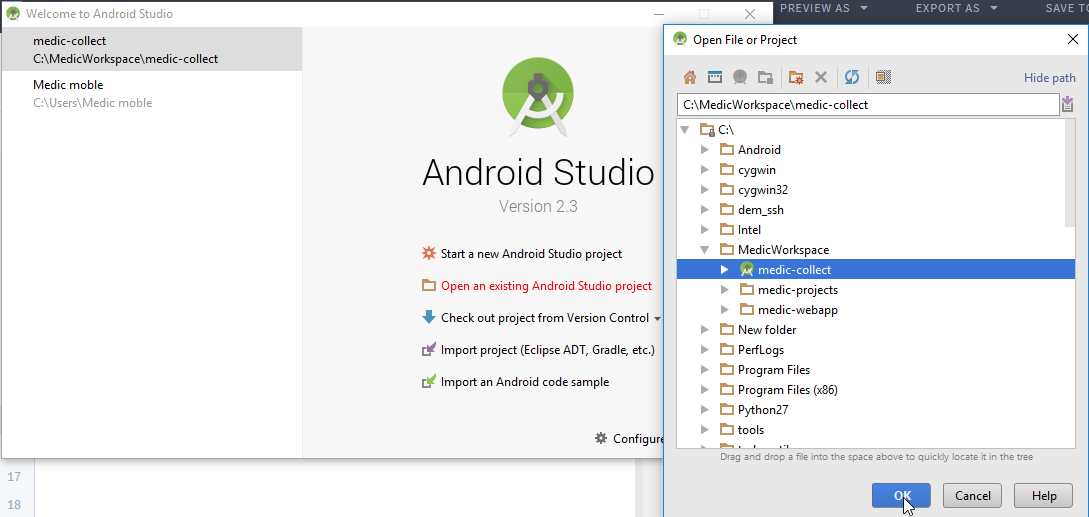 Welcome to Android Studio
medic-collect
C:\MedicWorkspace\medic-collect
Medic moble
C:\Users\Medic moble
Android Studio
Version 2.3
Start a new Android Studio project
Open an existing Android Studio project
Check out project from Version Control
Import project (Eclipse ADT, Gradle, etc.)
Import an Android code sample
Configure
17
18
PREVIEW AS
EXPORT AS
SAVE TO
Open File or Project
Hide path
C:\MedicWorkspace\medic-collect
C:\
Android
cygwin
cygwin32
dem_ssh
Intel
MedicWorkspace
medic-collect
medic-projects
medic-webapp
New folder
PerfLogs
Program Files
Program Files (x86)
Python27
tools
Drag and drop a file into the space above to quickly locate it in the tree
OK
Cancel
Help